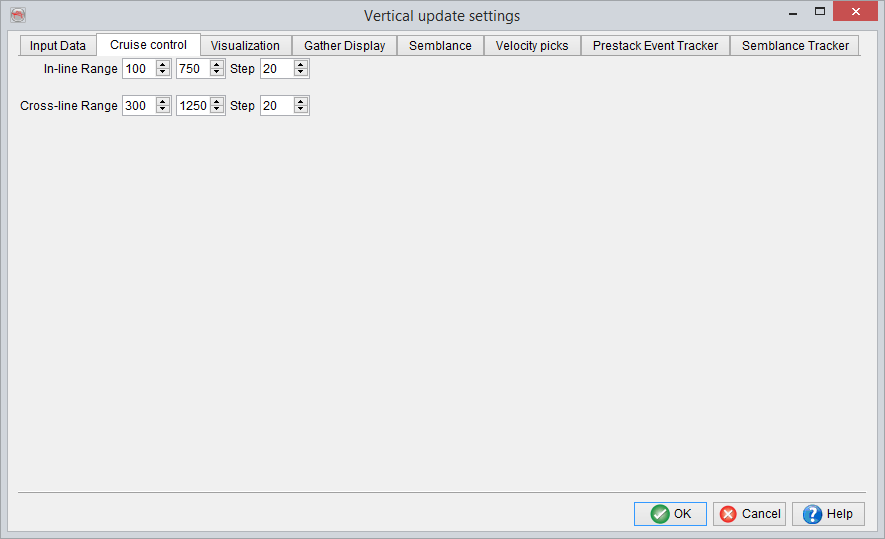 Vertical update settings
Input Data Cruise control Visualization Gather Display Semblance Velocity picks Prestack Event Tracker Semblance Tracker
In-line Range 100 750 Step 20
Cross-line Range 300 1250 Step 20
OK Cancel Help